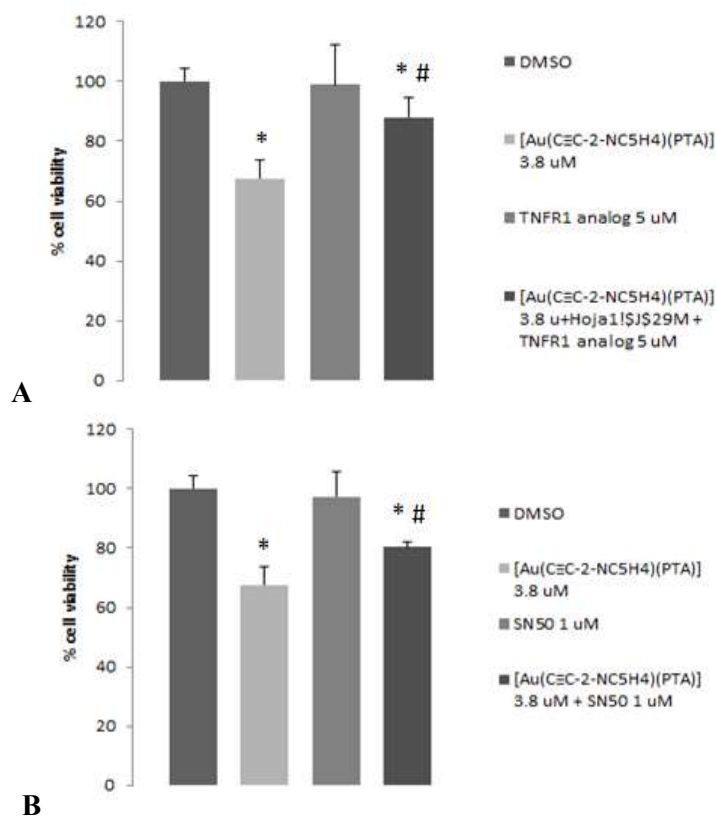 120
100
80
60
40
20
0
% cell viability
*
* #
DMSO
[Au(C≡C-2-NC5H4)(PTA)]
3.8 uM
TNFR1 analog 5 uM
[Au(C≡C-2-NC5H4)(PTA)]
3.8 u+Hoja1!$J$29M +
TNFR1 analog 5 uM
A
120
100
80
60
40
20
0
% cell viability
*
* #
DMSO
[Au(C≡C-2-NC5H4)(PTA)]
3.8 uM
SN50 1 uM
[Au(C≡C-2-NC5H4)(PTA)]
3.8 uM + SN50 1 uM
B